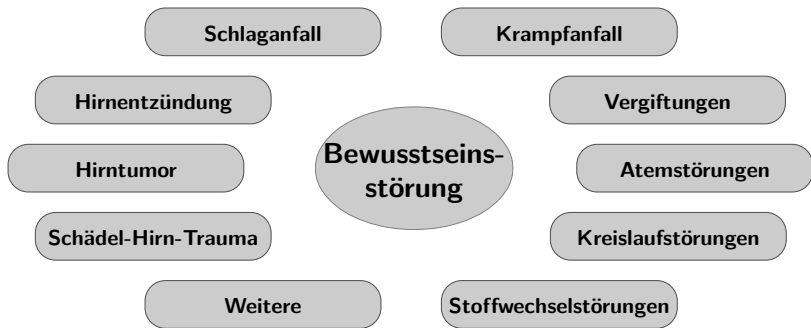 Schlaganfall
Krampfanfall
Hirnentzündung
Vergiftungen
Bewusstseins-
störung
Hirntumor
Atemstörungen
Schädel-Hirn-Trauma
Kreislaufstörungen
Weitere
Stoffwechselstörungen